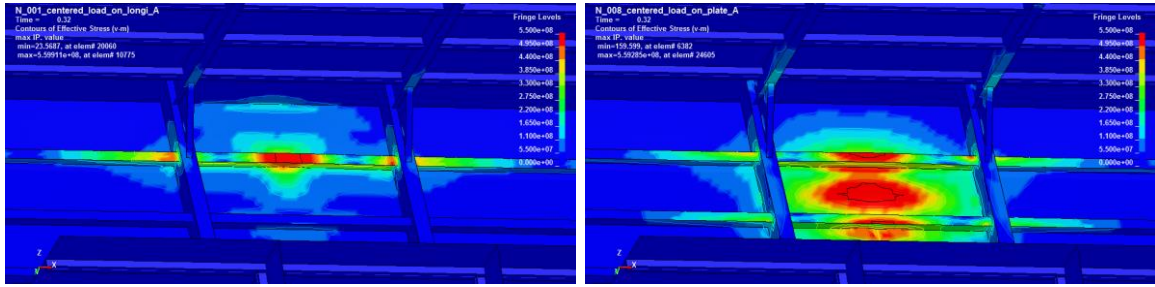 N_001_centered_load_on_longi_A
Time = 0.32
Contours of Effective Stress (v-m)
max IP. value
min=23.5687, at elem# 20060
max=5.59911e+08, at elem# 10775
Fringe Levels
5.500e+08
4.950e+08
4.400e+08
3.850e+08
3.300e+08
2.750e+08
2.200e+08
1.650e+08
1.100e+08
5.500e+07
0.000e+00
Z
X
Y
N_008_centered_load_on_plate_A
Time = 0.32
Contours of Effective Stress (v-m)
max IP. value
min=159.599, at elem# 6382
max=5.59285e+08, at elem# 24605
Fringe Levels
5.500e+08
4.950e+08
4.400e+08
3.850e+08
3.300e+08
2.750e+08
2.200e+08
1.650e+08
1.100e+08
5.500e+07
0.000e+00
Z
X
Y